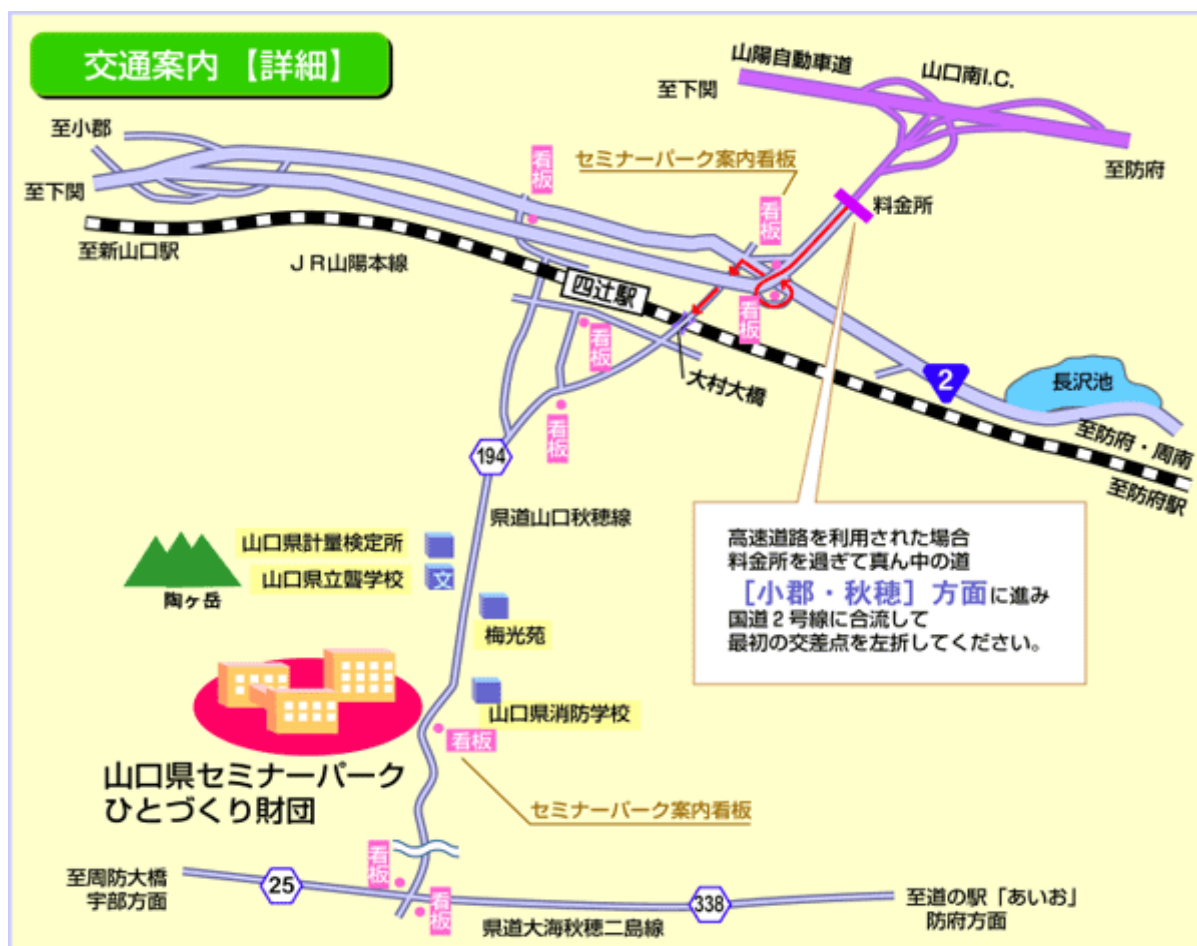 交通案内【詳細】
山陽自動車道
山口南I.C.
至下関
至防府
至小郡
至下関
看板
セミナーパーク案内看板
看板
料金所
至新山口駅
JR山陽本線
四辻駅
看板
看板
大村大橋
2
長沢池
至防府・周南
至防府駅
看板
194
県道山口秋穂線
高速道路を利用された場合
料金所を過ぎて真ん中の道
［小郡・秋穂］方面に進み
国道２号線に合流して
最初の交差点を左折してください。
山口県計量検定所
山口県立聾学校
文
陶ヶ岳
梅光苑
山口県消防学校
看板
山口県セミナーパーク
ひとづくり財団
セミナーパーク案内看板
看板
至周防大橋
宇部方面
25
看板
338
県道大海秋穂二島線
至道の駅「あいお」
防府方面